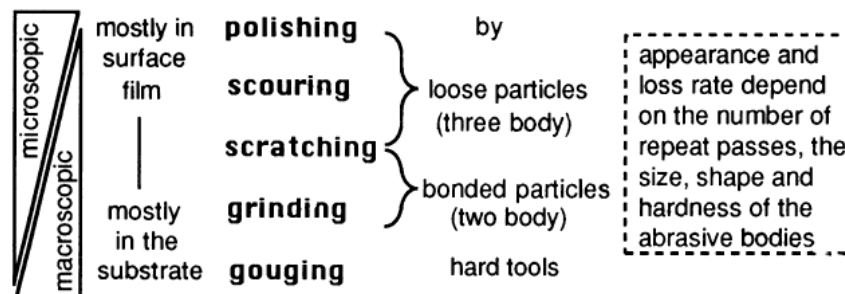 microscopic
macroscopic
mostly in
surface
film
mostly
in the
substrate
polishing
scouring
scratching
grinding
gouging
by
loose particles
(three body)
bonded particles
(two body)
hard tools
appearance and
loss rate depend
on the number of
repeat passes, the
size, shape and
hardness of the
abrasive bodies